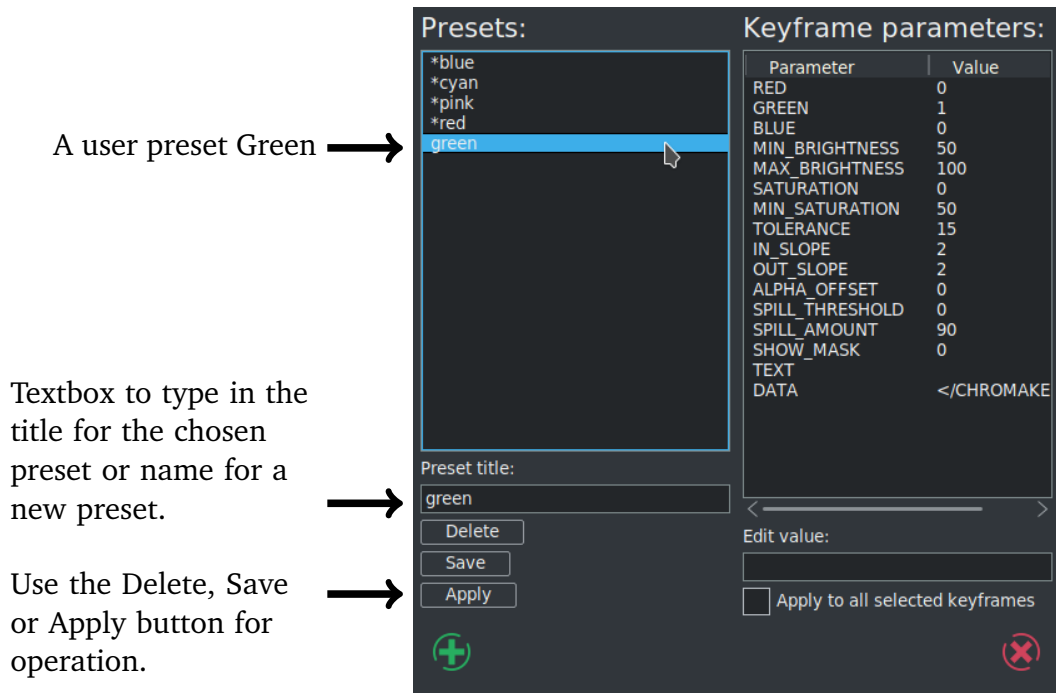 A user preset Green
Textbox to type in the
title for the chosen
preset or name for a
new preset.
Use the Delete, Save
or Apply button for
operation.
Presets:
*blue
*cyan
*pink
*red
green
Preset title:
green
Delete
Save
Apply
Keyframe parameters:
Parameter Value
RED 0
GREEN 1
BLUE 0
MIN_BRIGHTNESS 50
MAX_BRIGHTNESS 100
SATURATION 0
MIN_SATURATION 50
TOLERANCE 15
IN_SLOPE 2
OUT_SLOPE 2
ALPHA_OFFSET 0
SPILL_THRESHOLD 0
SPILL_AMOUNT 90
SHOW_MASK 0
TEXT
DATA </CHROMAKE
Edit value:
Apply to all selected keyframes